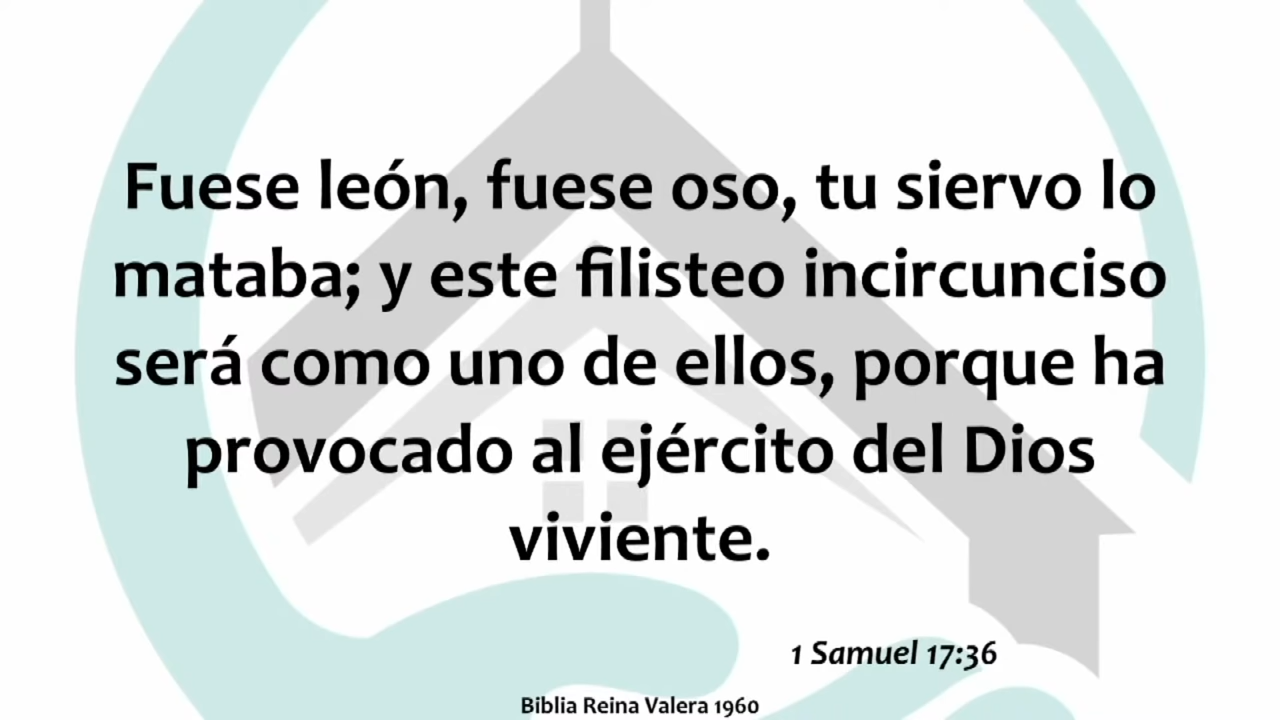 Fuese león, fuese oso, tu siervo lo
mataba; y este filisteo incircunciso
será como uno de ellos, porque ha
provocado al ejército del Dios
viviente.
1 Samuel 17:36
Biblia Reina Valera 1960